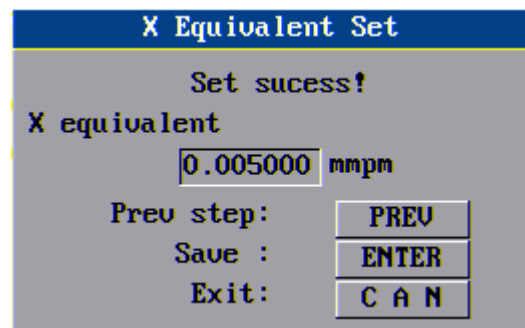 X Equivalent Set
Set sucess!
X equivalent
0.005000 mmpm
Prev step: PREV
Save : ENTER
Exit: C A N